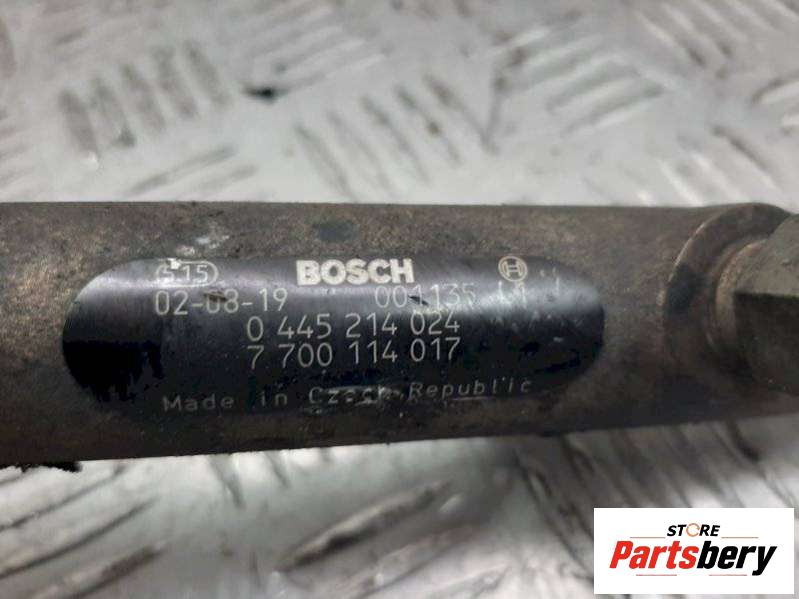 515
BOSCH
02-08-19 001135
0 445 214 024
7 700 114 017
Made in Czech Republic
STORE
Partsbery